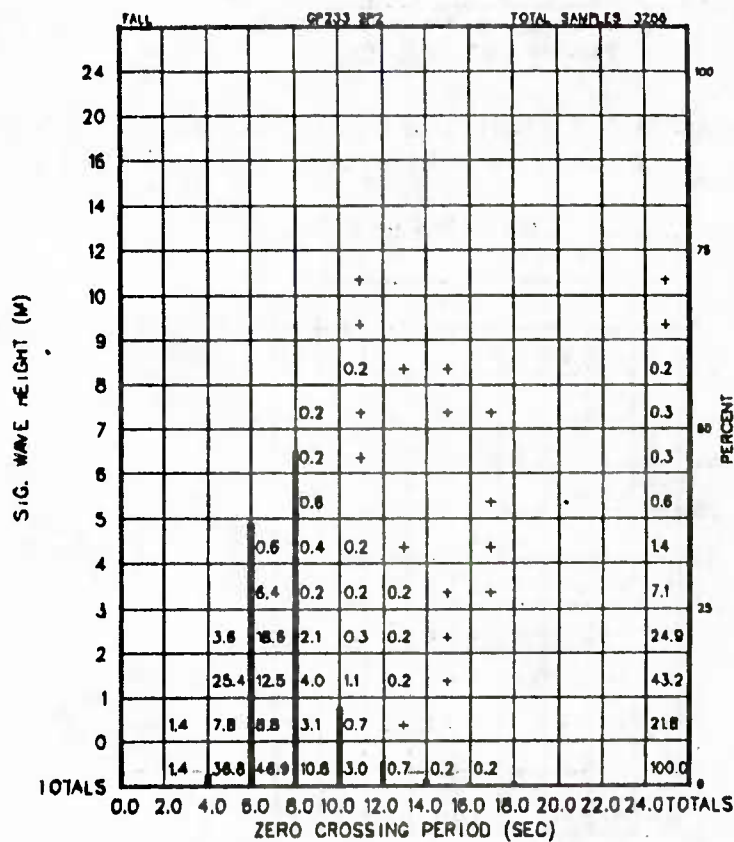 FALL GP233 SP2 TOTAL SAMPLES 3266
24 100
20
16
14
12 75
+ +
10
+ +
9
0.2 + + 0.2
8
0.2 + + + 0.3
7 50
0.2 + 0.3
6
0.6 + 0.6
5
0.6 0.4 0.2 + + 1.4
4
6.4 0.2 0.2 0.2 + + 7.1
3 25
3.6 18.6 2.1 0.3 0.2 + 24.9
2
25.4 12.5 4.0 1.1 0.2 + 43.2
1
1.4 7.8 8.8 3.1 0.7 + 21.8
0
TOTALS 1.4 36.8 46.9 10.8 3.0 0.7 0.2 0.2 100.0 0
0.0 2.0 4.0 6.0 8.0 10.0 12.0 14.0 16.0 18.0 20.0 22.0 24.0 TOTALS
ZERO CROSSING PERIOD (SEC)
SIG. WAVE HEIGHT (M)
PERCENT